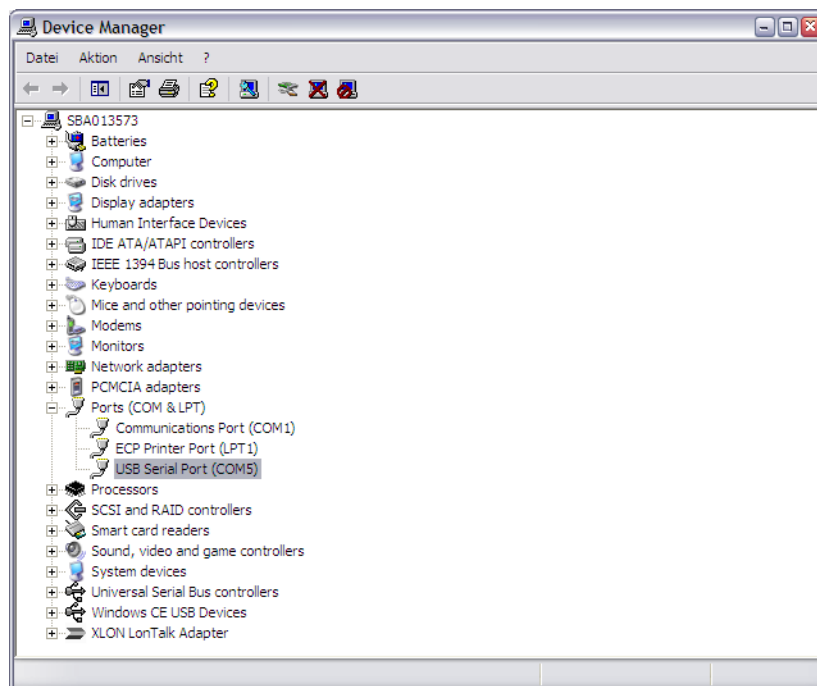 Device Manager
Datei Aktion Ansicht ?
SBA013573
Batteries
Computer
Disk drives
Display adapters
Human Interface Devices
IDE ATA/ATAPI controllers
IEEE 1394 Bus host controllers
Keyboards
Mice and other pointing devices
Modems
Monitors
Network adapters
PCMCIA adapters
Ports (COM & LPT)
Communications Port (COM1)
ECP Printer Port (LPT1)
USB Serial Port (COM5)
Processors
SCSI and RAID controllers
Smart card readers
Sound, video and game controllers
System devices
Universal Serial Bus controllers
Windows CE USB Devices
XLON LonTalk Adapter